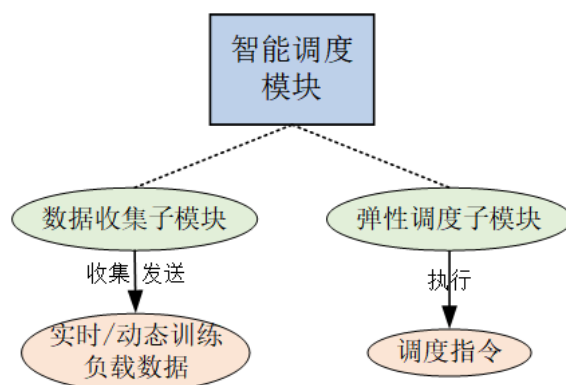 智能调度
模块
数据收集子模块
弹性调度子模块
收集 发送
执行
实时/动态训练
负载数据
调度指令